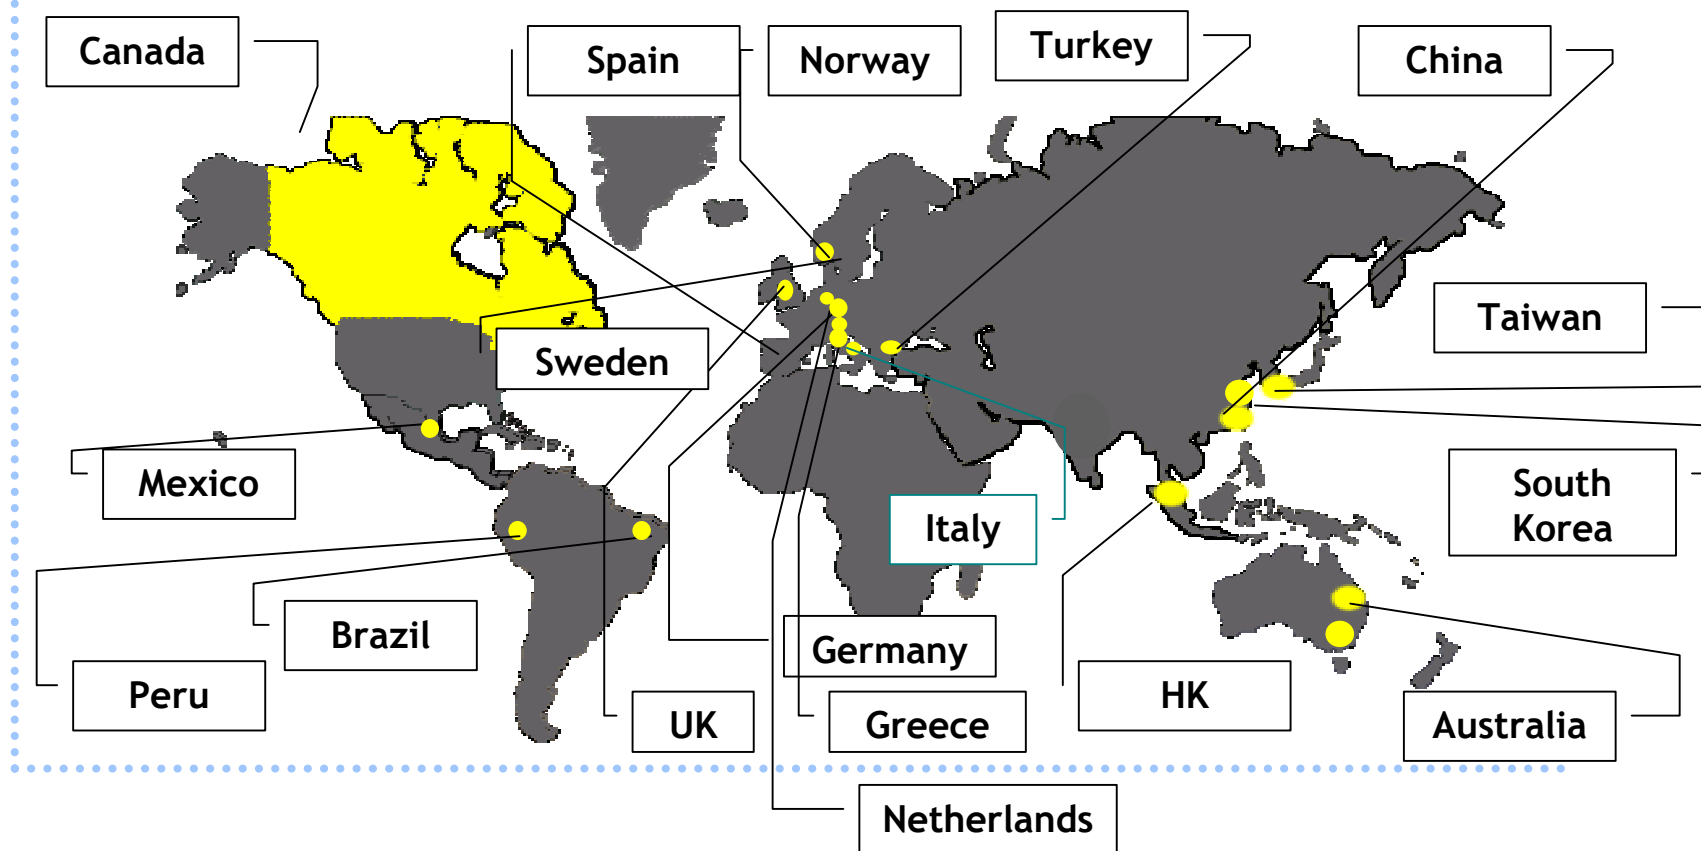 Canada
Spain
Norway
Turkey
China
Taiwan
Sweden
Mexico
South
Korea
Italy
Brazil
Germany
Peru
UK
Greece
HK
Australia
Netherlands